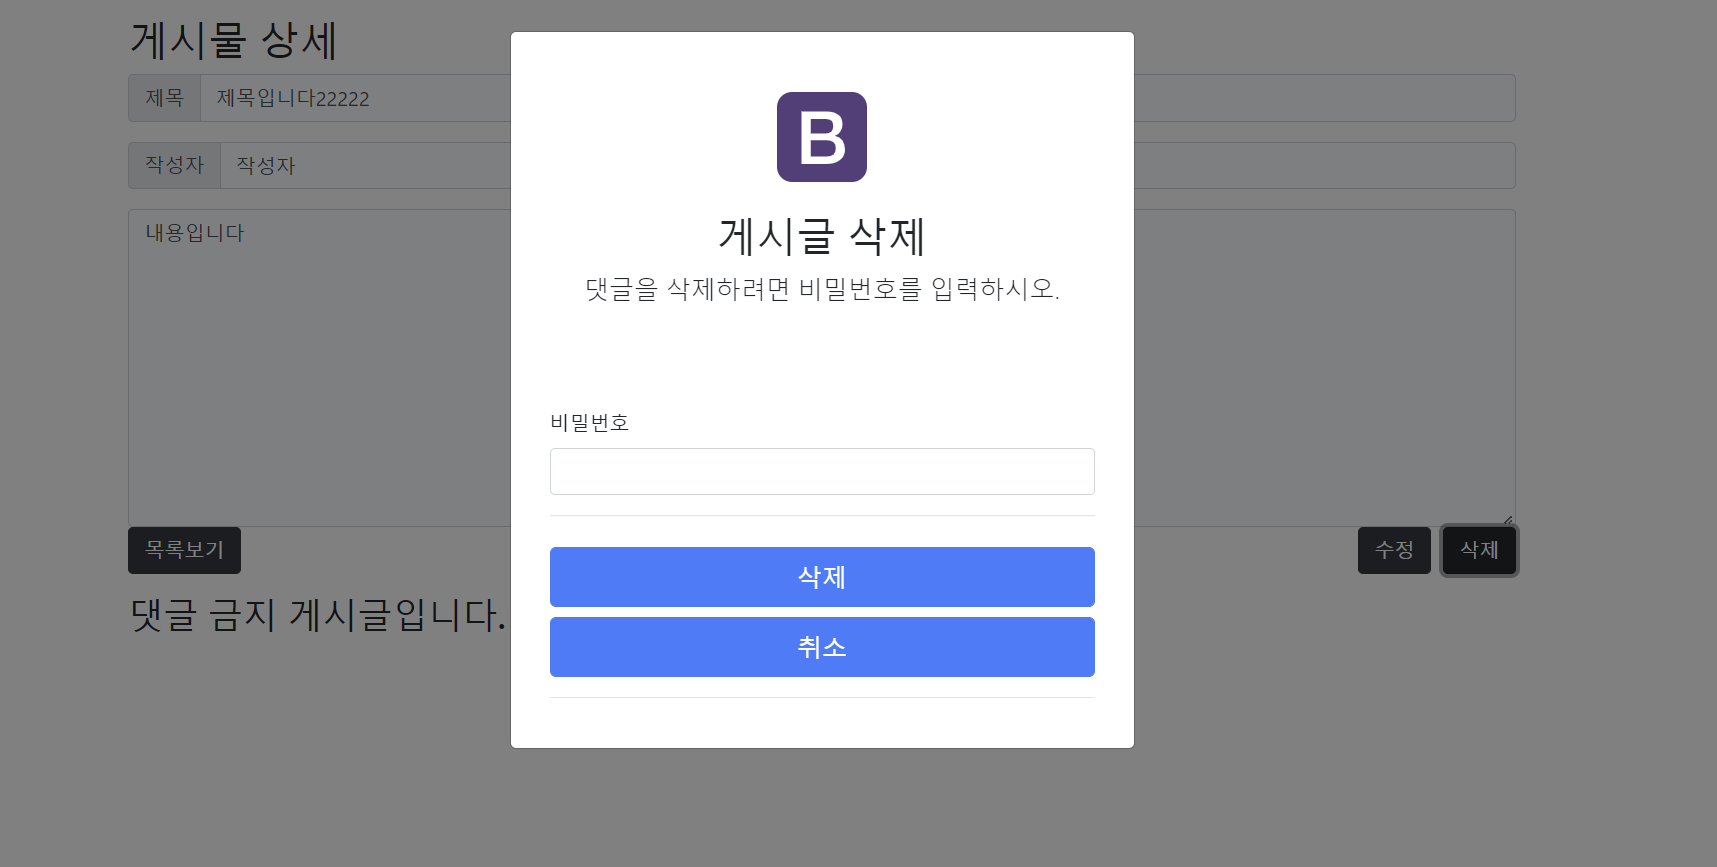 게시물 상세
제목 제목입니다22222
작성자 작성자
내용입니다
목록보기
수정 삭제
댓글 금지 게시글입니다.
B
게시글 삭제
댓글을 삭제하려면 비밀번호를 입력하시오.
비밀번호
삭제
취소